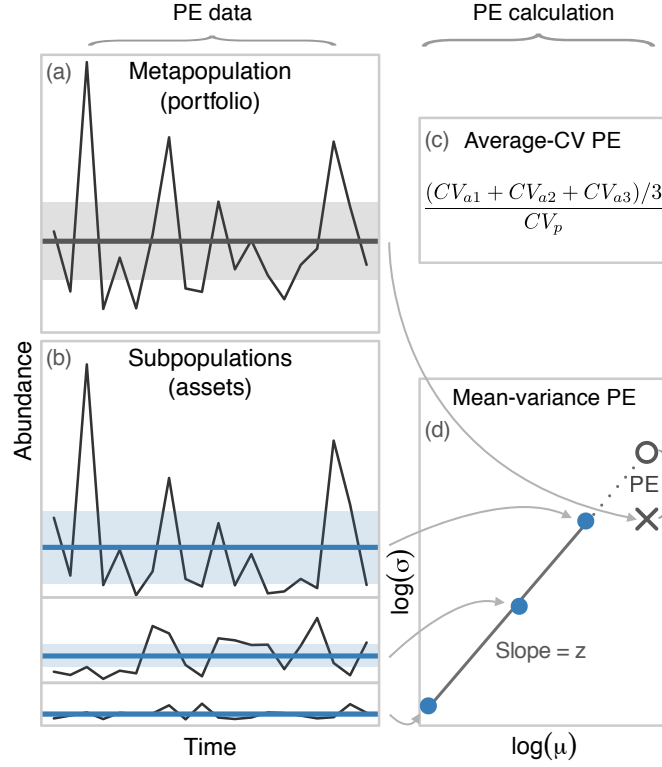 PE data
PE calculation
(a)
Metapopulation
(portfolio)
(c)
Average-CV PE
(CV_{a1} + CV_{a2} + CV_{a3})/3
CV_p
Abundance
(b)
Subpopulations
(assets)
Mean-variance PE
(d)
PE
log(σ)
Slope = z
Time
log(μ)